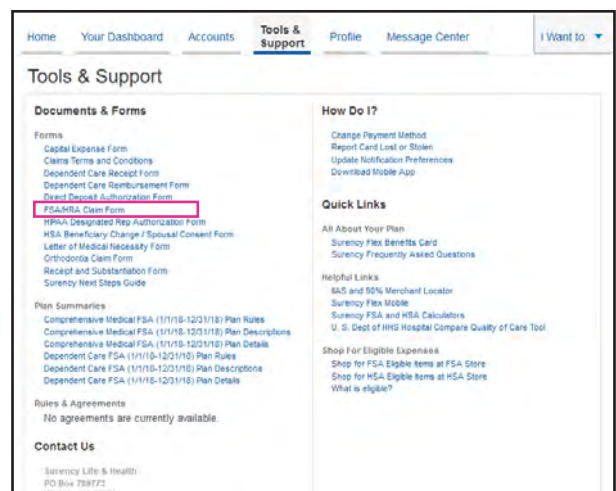 Home Your Dashboard Accounts Tools & Support Profile Message Center I Want to:
Tools & Support
Documents & Forms
Forms
Capital Expense Form
Claims Terms and Conditions
Dependent Care Receipt Form
Dependent Care Reimbursement Form
Direct Deposit Authorization Form
FSA/HRA Claim Form
HIPAA Designated Rep Authorization Form
HSA Beneficiary Change / Spousal Consent Form
Letter of Medical Necessity Form
Orthodontia Claim Form
Receipt and Substantiation Form
Surency Next Steps Guide
Plan Summaries
Comprehensive Medical FSA (1/1/18-12/31/18) Plan Rules
Comprehensive Medical FSA (1/1/18-12/31/18) Plan Descriptions
Comprehensive Medical FSA (1/1/18-12/31/18) Plan Details
Dependent Care FSA (1/1/18-12/31/18) Plan Rules
Dependent Care FSA (1/1/18-12/31/18) Plan Descriptions
Dependent Care FSA (1/1/18-12/31/18) Plan Details
Rules & Agreements
No agreements are currently available.
Contact Us
Surency Life & Health
PO Box 789773
How Do I?
Change Payment Method
Report Card Lost or Stolen
Update Notification Preferences
Download Mobile App
Quick Links
All About Your Plan
Surency Flex Benefits Card
Surency Frequently Asked Questions
Helpful Links
IIAS and 90% Merchant Locator
Surency Flex Mobile
Surency FSA and HSA Calculators
U. S. Dept of HHS Hospital Compare Quality of Care Tool
Shop For Eligible Expenses
Shop for FSA Eligible Items at FSA Store
Shop for HSA Eligible Items at HSA Store
What is eligible?